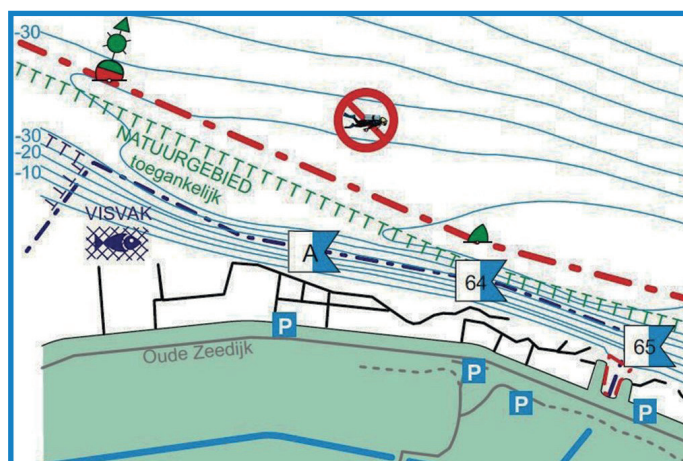 -30
NATUURGEBIED
toegankelijk
-30
-20
-10
VISVAK
A
64
65
P
Oude Zeedijk
P
P
P